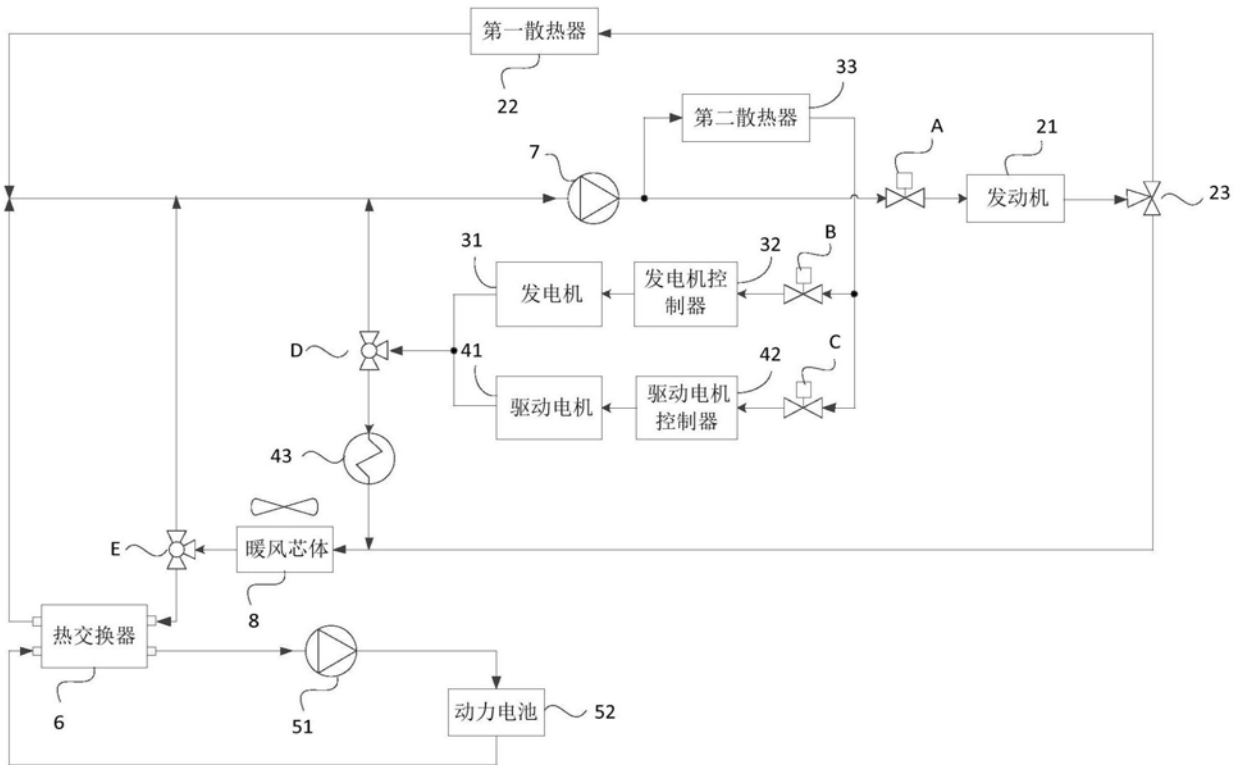 第一散热器
22
33
第二散热器
7
A
21
发动机
23
B
31
32
发电机
发电机控
制器
D
C
41
42
驱动电机
驱动电机
控制器
43
E
暖风芯体
8
热交换器
6
51
动力电池
52